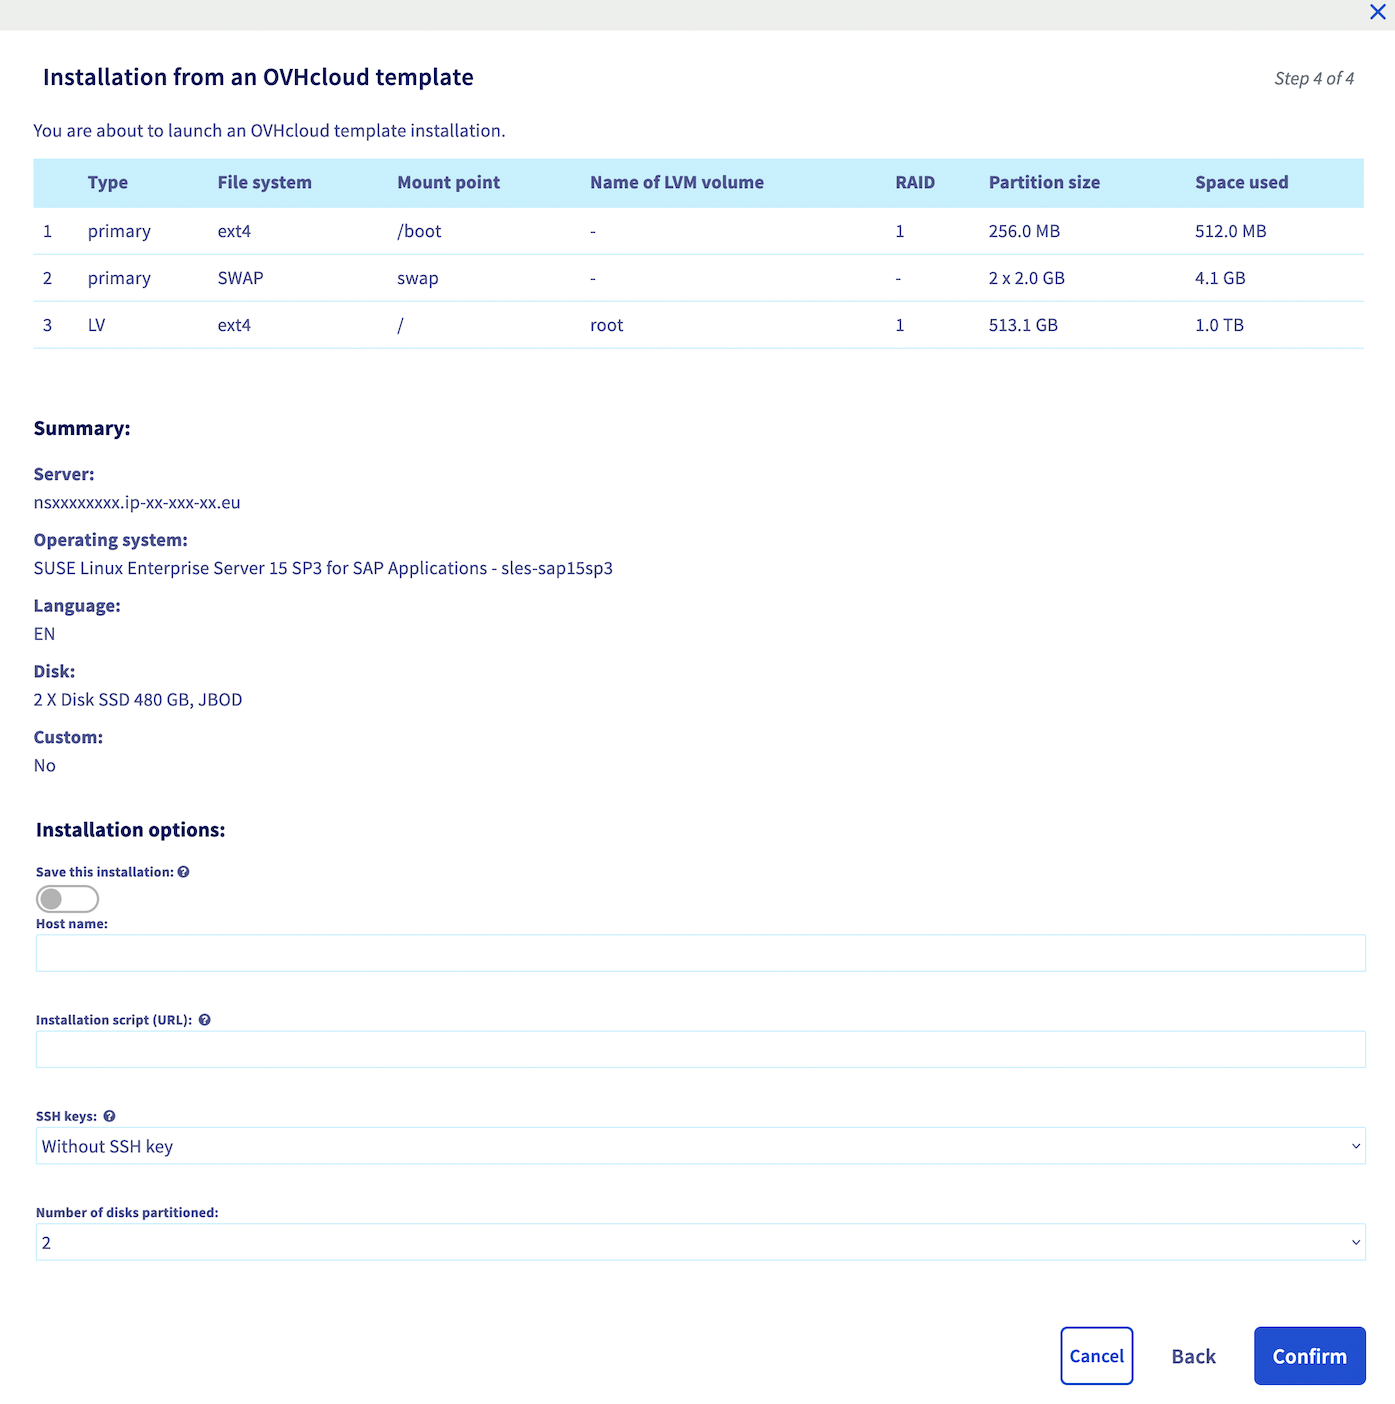 Installation from an OVHcloud template
Step 4 of 4
You are about to launch an OVHcloud template installation.
Type File system Mount point Name of LVM volume RAID Partition size Space used
1 primary ext4 /boot - 1 256.0 MB 512.0 MB
2 primary SWAP swap - - 2 x 2.0 GB 4.1 GB
3 LV ext4 / root 1 513.1 GB 1.0 TB
Summary:
Server:
nsxxxxxxxx.ip-xx-xxx-xx.eu
Operating system:
SUSE Linux Enterprise Server 15 SP3 for SAP Applications - sles-sap15sp3
Language:
EN
Disk:
2 X Disk SSD 480 GB, JBOD
Custom:
No
Installation options:
Save this installation: ?
Host name:
Installation script (URL): ?
SSH keys: ?
Without SSH key
Number of disks partitioned:
2
Cancel Back Confirm